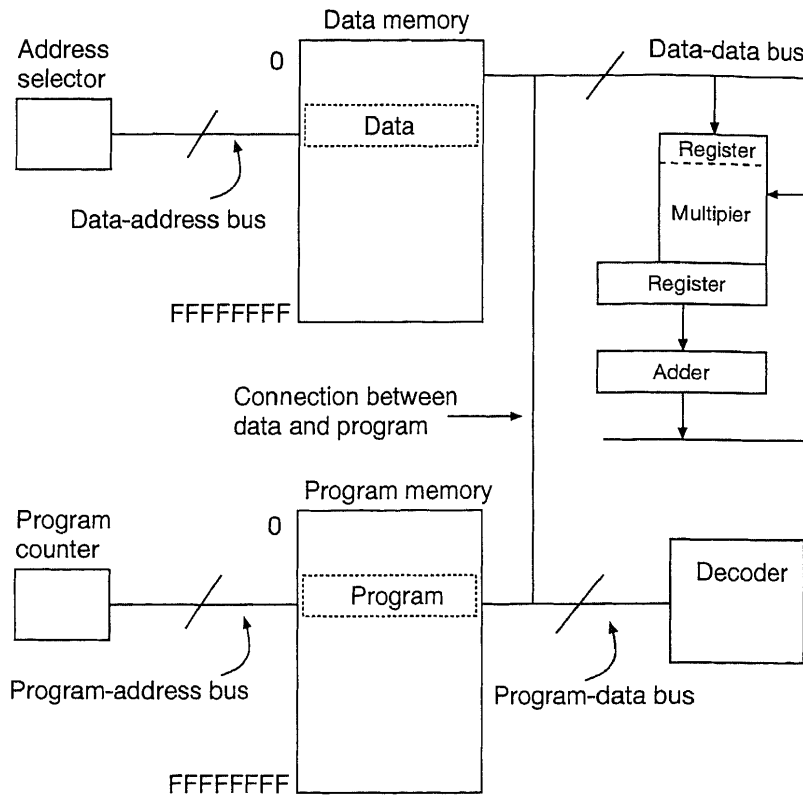 Data memory
Address
selector
0
Data-data bus
Data
Register
Multipier
Data-address bus
Register
FFFFFFFF
Adder
Connection between
data and program
Program memory
Program
counter
0
Decoder
Program
Program-address bus
Program-data bus
FFFFFFFF